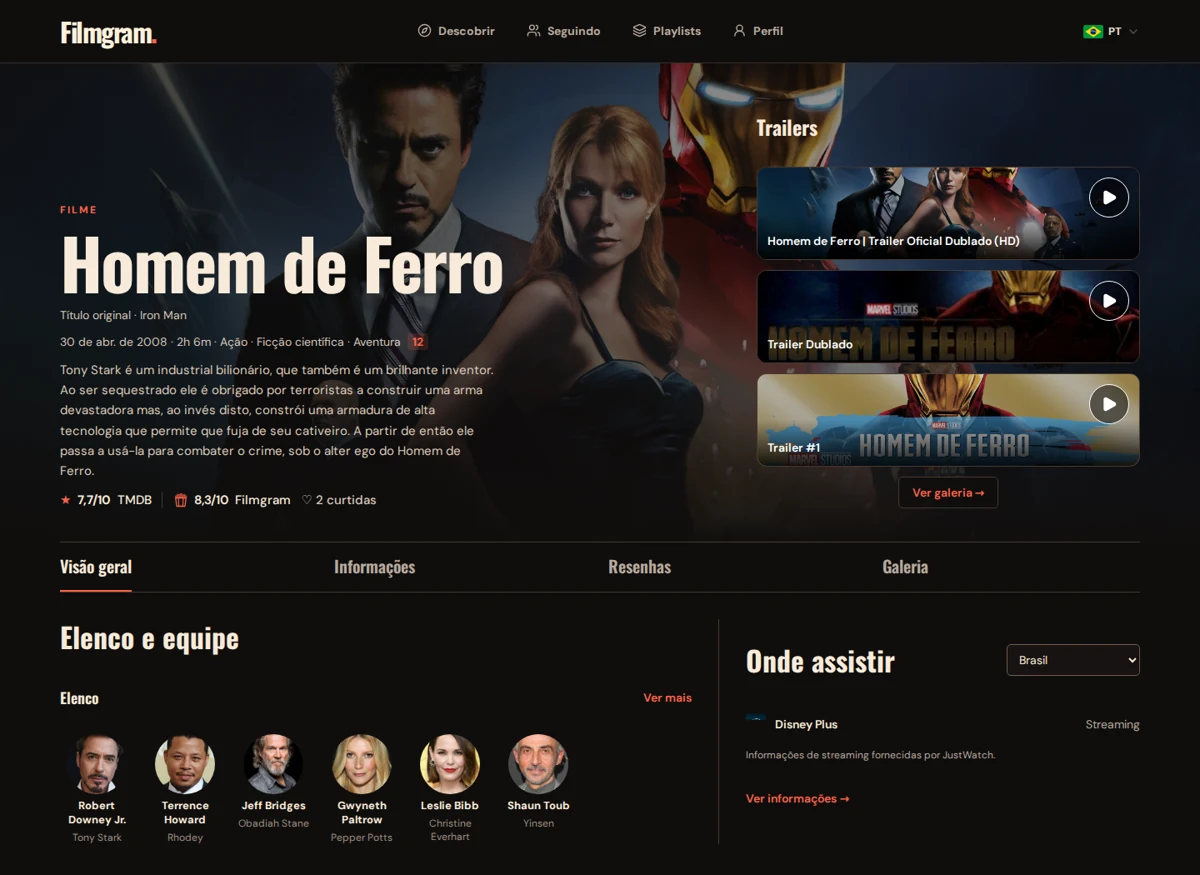 Filmgram.
Descobrir
Seguindo
Playlists
Perfil
PT
FILME
Homem de Ferro
Título original · Iron Man
30 de abr. de 2008 · 2h 6m · Ação · Ficção científica · Aventura 12
Tony Stark é um industrial bilionário, que também é um brilhante inventor.
Ao ser sequestrado ele é obrigado por terroristas a construir uma arma
devastadora mas, ao invés disto, constrói uma armadura de alta
tecnologia que permite que fuja de seu cativeiro. A partir de então ele
passa a usá-la para combater o crime, sob o alter ego do Homem de
Ferro.
★ 7,7/10 TMDB
8,3/10 Filmgram ♡ 2 curtidas
Trailers
Homem de Ferro | Trailer Oficial Dublado (HD)
MARVEL STUDIOS
HOMEM DE FERRO
Trailer Dublado
MARVEL STUDIOS
HOMEM DE FERRO
Trailer #1
MARVEL STUDIOS
Ver galeria →
Visão geral
Informações
Resenhas
Galeria
Elenco e equipe
Elenco
Ver mais
Robert
Downey Jr.
Tony Stark
Terrence
Howard
Rhodey
Jeff Bridges
Obadiah Stane
Gwyneth
Paltrow
Pepper Potts
Leslie Bibb
Christine
Everhart
Shaun Toub
Yinsen
Onde assistir
Brasil
Disney Plus
Streaming
Informações de streaming fornecidas por JustWatch.
Ver informações →